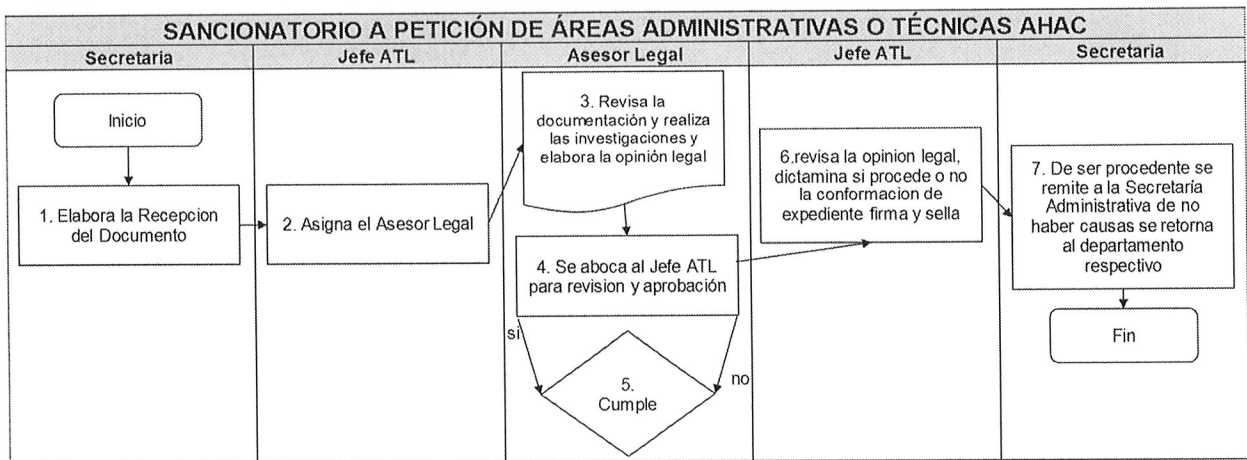 SANCIONATORIO A PETICIÓN DE ÁREAS ADMINISTRATIVAS O TÉCNICAS AHAC
Secretaria
Jefe ATL
Asesor Legal
Jefe ATL
Secretaria
Inicio
1. Elabora la Recepcion
del Documento
2. Asigna el Asesor Legal
3. Revisa la
documentación y realiza
las investigaciones y
elabora la opinión legal
4. Se aboca al Jefe ATL
para revision y aprobación
si
no
5.
Cumple
6.revisa la opinion legal,
dictamina si procede o no
la conformacion de
expediente firma y sella
7. De ser procedente se
remite a la Secretaría
Administrativa de no
haber causas se retorna
al departamento
respectivo
Fin